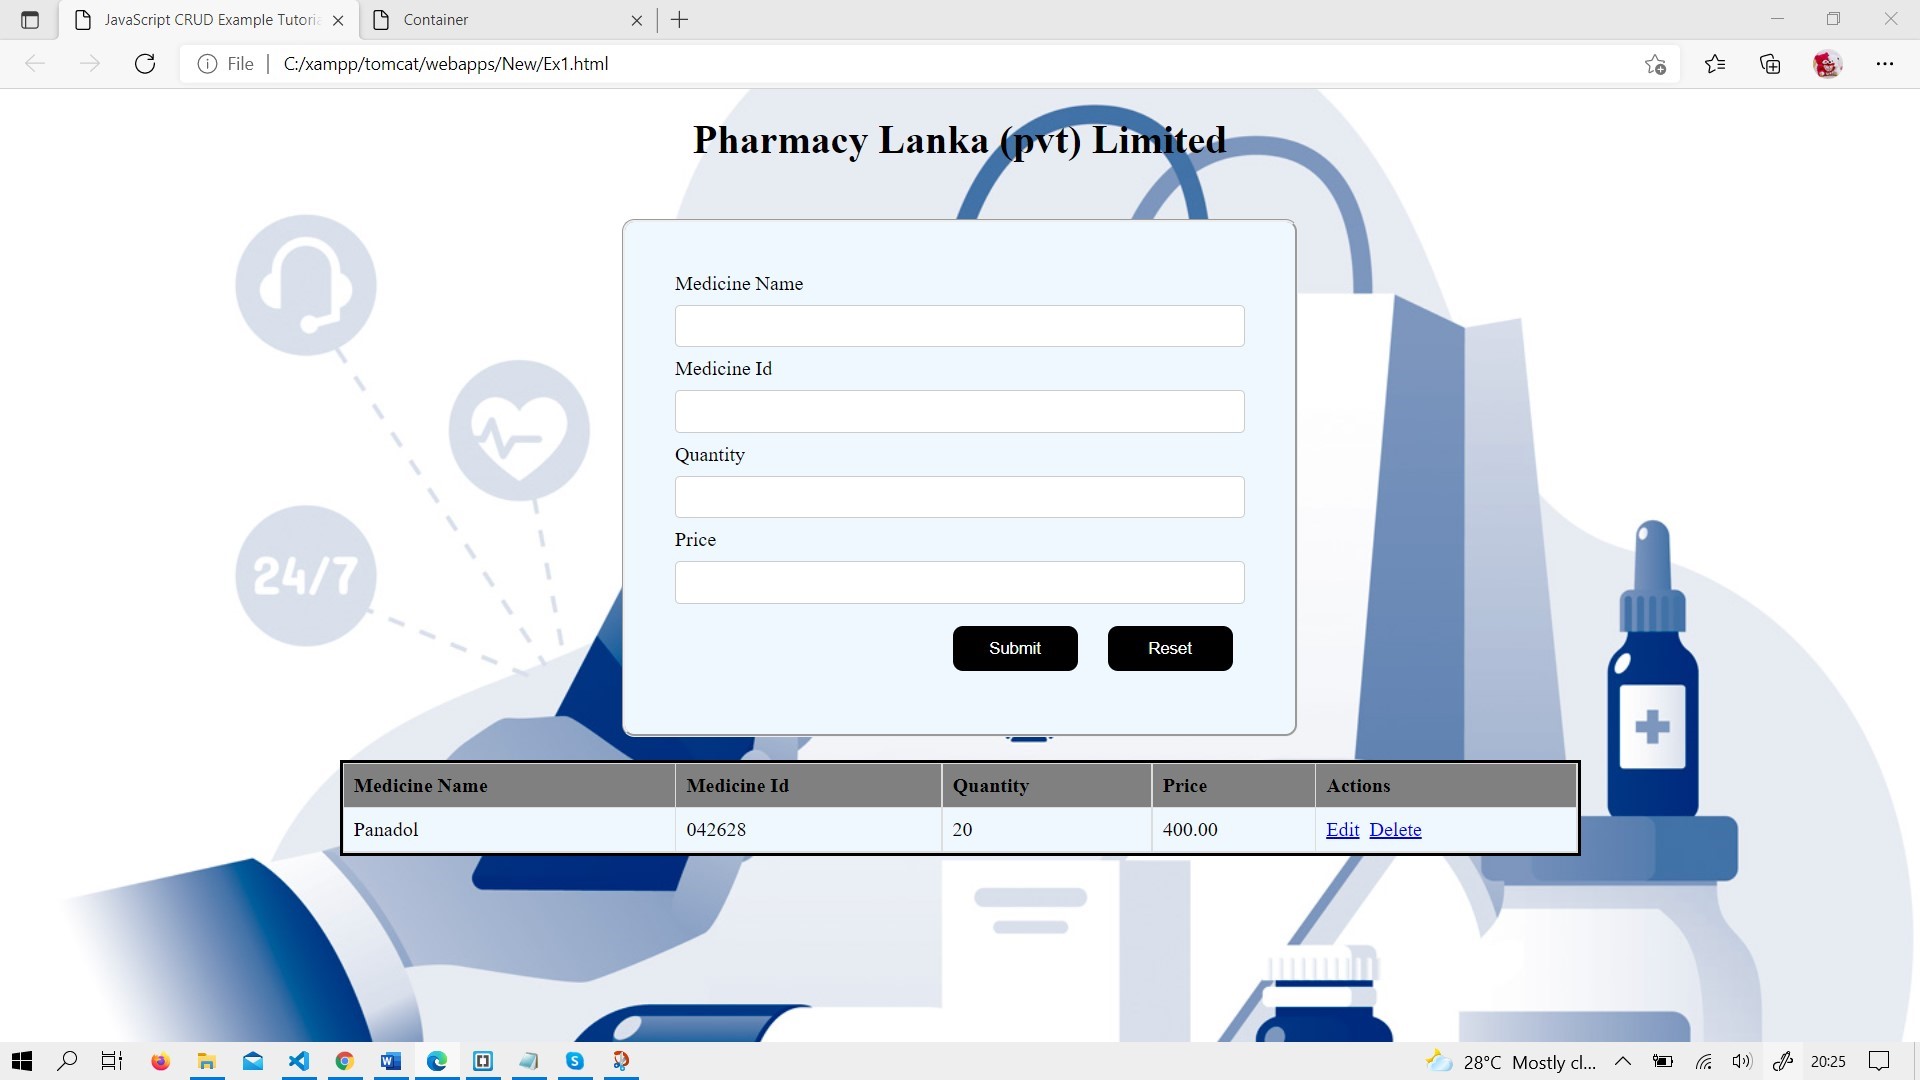 JavaScript CRUD Example Tutoria
Container
File
C:/xampp/tomcat/webapps/New/Ex1.html
Pharmacy Lanka (pvt) Limited
Medicine Name
Medicine Id
Quantity
24/7
Price
Submit Reset
Medicine Name Medicine Id Quantity Price Actions
Panadol 042628 20 400.00 Edit Delete
28°C Mostly cl... 20:25